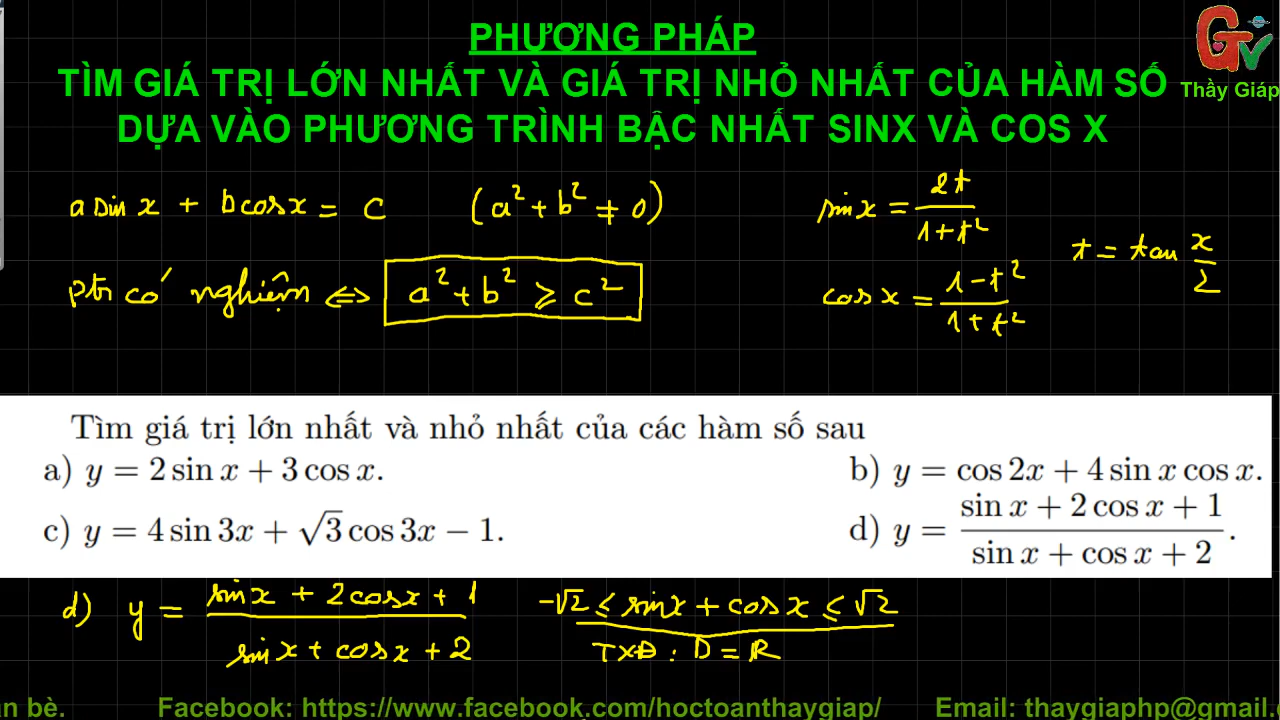 PHƯƠNG PHÁP
TÌM GIÁ TRỊ LỚN NHẤT VÀ GIÁ TRỊ NHỎ NHẤT CỦA HÀM SỐ
DỰA VÀO PHƯƠNG TRÌNH BẬC NHẤT SINX VÀ COS X
GTV
Thầy Giáp
a sin x + b cos x = c (a² + b² ≠ 0)
ptr có nghiệm ⇔ a² + b² ≥ c²
sin x = 2t / (1 + t²)
cos x = (1 - t²) / (1 + t²)
t = tan x/2
Tìm giá trị lớn nhất và nhỏ nhất của các hàm số sau
a) y = 2 sin x + 3 cos x.
b) y = cos 2x + 4 sin x cos x.
c) y = 4 sin 3x + √3 cos 3x − 1.
d) y = (sin x + 2 cos x + 1) / (sin x + cos x + 2).
d) y = (sin x + 2cos x + 1) / (sin x + cos x + 2)
-√2 ≤ sin x + cos x ≤ √2
TXĐ : D = R
ạn bè. Facebook: https://www.facebook.com/hoctoanthaygiap/ Email: thaygiaphp@gmail.